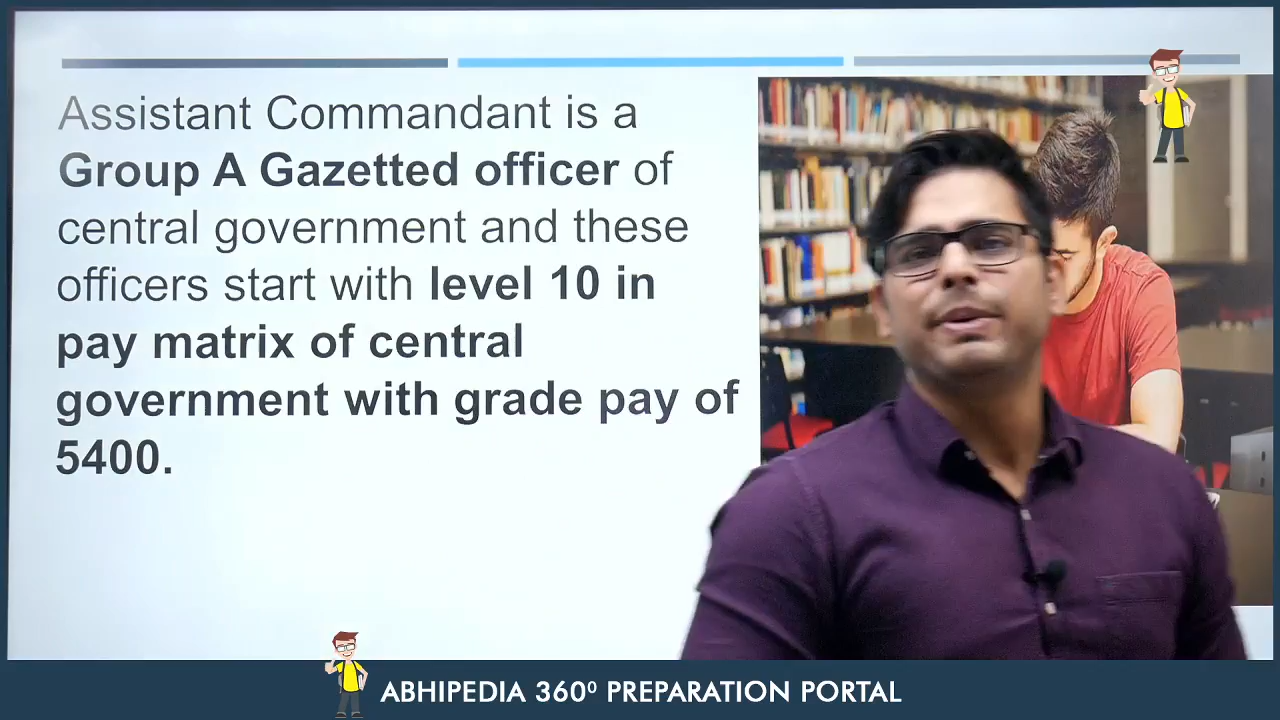 Assistant Commandant is a
Group A Gazetted officer of
central government and these
officers start with level 10 in
pay matrix of central
government with grade pay of
5400.
ABHIPEDIA 360⁰ PREPARATION PORTAL